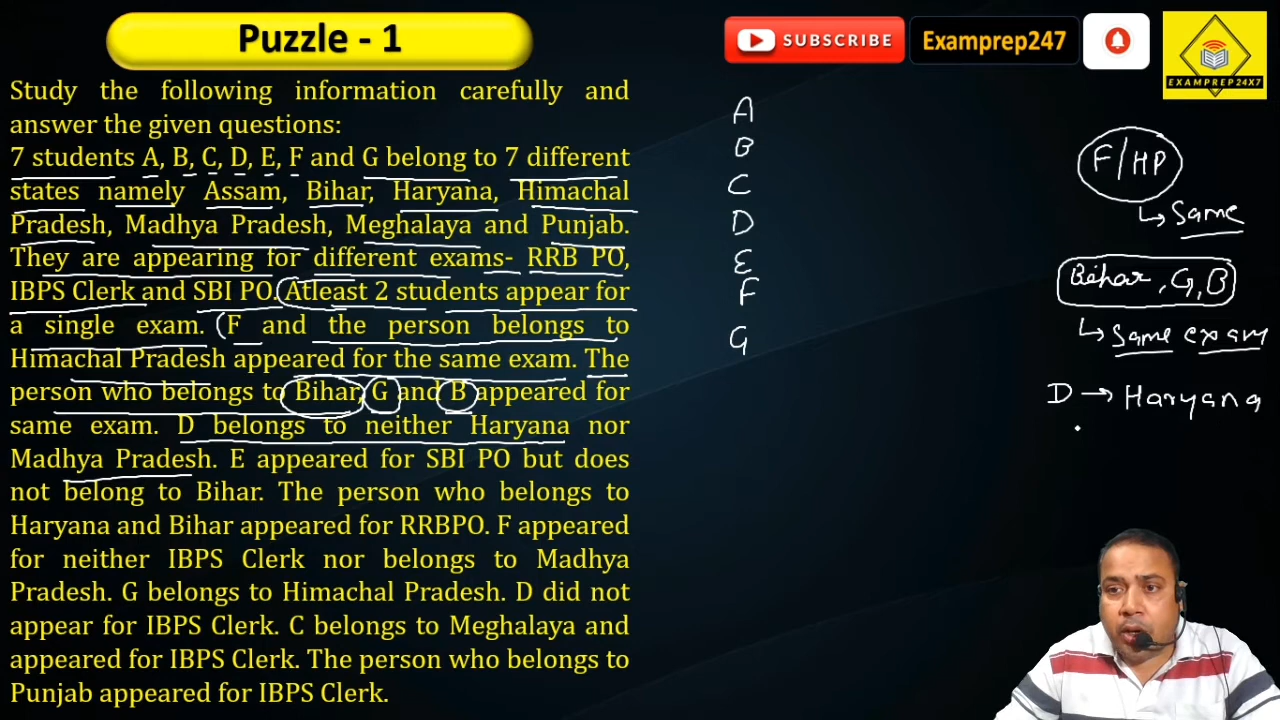 Puzzle - 1
SUBSCRIBE
Examprep247
EXAMPREP24X7
Study the following information carefully and
answer the given questions:
7 students A, B, C, D, E, F and G belong to 7 different
states namely Assam, Bihar, Haryana, Himachal
Pradesh, Madhya Pradesh, Meghalaya and Punjab.
They are appearing for different exams- RRB PO,
IBPS Clerk and SBI PO. Atleast 2 students appear for
a single exam. F and the person belongs to
Himachal Pradesh appeared for the same exam. The
person who belongs to Bihar, G and B appeared for
same exam. D belongs to neither Haryana nor
Madhya Pradesh. E appeared for SBI PO but does
not belong to Bihar. The person who belongs to
Haryana and Bihar appeared for RRBPO. F appeared
for neither IBPS Clerk nor belongs to Madhya
Pradesh. G belongs to Himachal Pradesh. D did not
appear for IBPS Clerk. C belongs to Meghalaya and
appeared for IBPS Clerk. The person who belongs to
Punjab appeared for IBPS Clerk.
A
B
C
D
E
F
G
F/HP
↳ Same
Bihar, G, B
↳ Same exam
D → Haryana